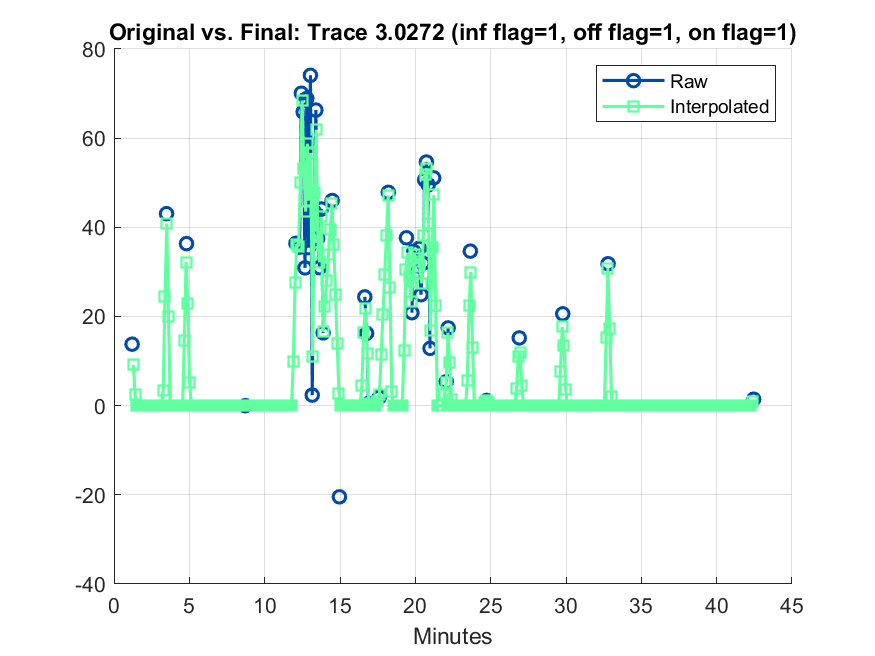 Original vs. Final: Trace 3.0272 (inf flag=1, off flag=1, on flag=1)
80
60
40
20
0
-20
-40
Raw
Interpolated
0 5 10 15 20 25 30 35 40 45
Minutes